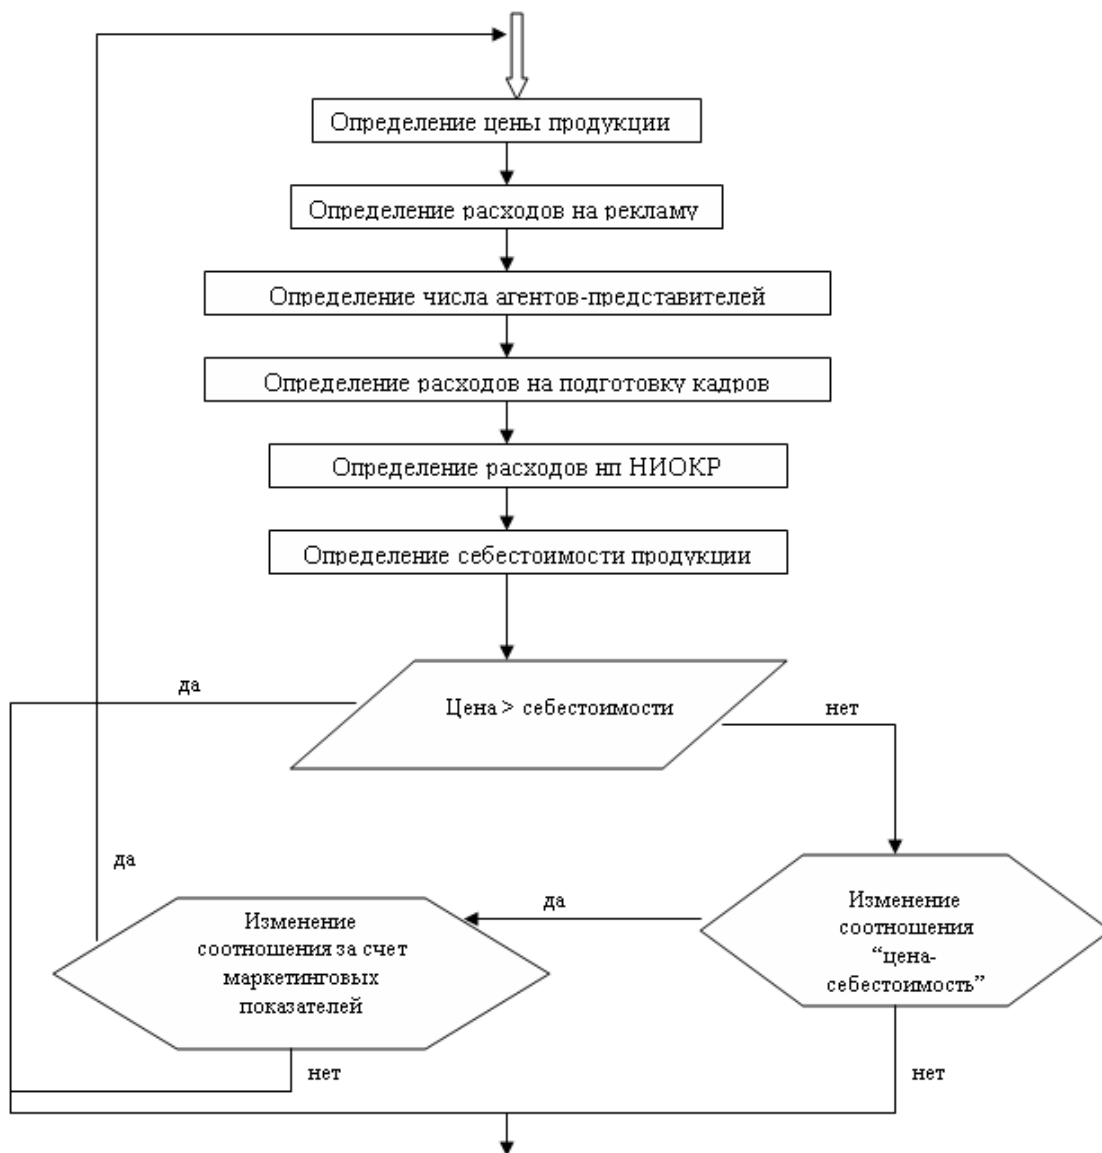 Определение цены продукции
Определение расходов на рекламу
Определение числа агентов-представителей
Определение расходов на подготовку кадров
Определение расходов нп НИОКР
Определение себестоимости продукции
да
Цена > себестоимости
нет
да
Изменение
соотношения за счет
маркетинговых
показателей
да
Изменение
соотношения
“цена-
себестоимость”
нет
нет